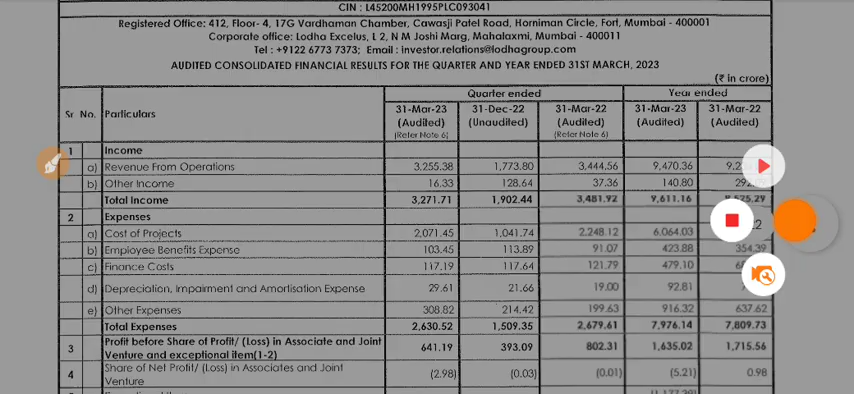 CIN : L45200MH1995PLC093041
Registered Office: 412, Floor- 4, 17G Vardhaman Chamber, Cawasji Patel Road, Horniman Circle, Fort, Mumbai - 400001
Corporate office: Lodha Excelus, L 2, N M Joshi Marg, Mahalaxmi, Mumbai - 400011
Tel : +9122 6773 7373; Email : investor.relations@lodhagroup.com
AUDITED CONSOLIDATED FINANCIAL RESULTS FOR THE QUARTER AND YEAR ENDED 31ST MARCH, 2023
(₹ in crore)
Quarter ended Year ended
Sr No. Particulars 31-Mar-23 31-Dec-22 31-Mar-22 31-Mar-23 31-Mar-22
(Audited) (Unaudited) (Audited) (Audited) (Audited)
(Refer Note 6) (Refer Note 6)
1 Income
a) Revenue From Operations 3,255.38 1,773.80 3,444.56 9,470.36
b) Other Income 16.33 128.64 37.36 140.80
Total Income 3,271.71 1,902.44 3,481.92 9,611.16
2 Expenses
a) Cost of Projects 2,071.45 1,041.74 2,248.12 6,064.03
b) Employee Benefits Expense 103.45 113.89 91.07 423.88 354.39
c) Finance Costs 117.19 117.64 121.79 479.10
d) Depreciation, Impairment and Amortisation Expense 29.61 21.66 19.00 92.81
e) Other Expenses 308.82 214.42 199.63 916.32 637.62
Total Expenses 2,630.52 1,509.35 2,679.61 7,976.14 7,809.73
3 Profit before Share of Profit/ (Loss) in Associate and Joint
Venture and exceptional item(1-2) 641.19 393.09 802.31 1,635.02 1,715.56
4 Share of Net Profit/ (Loss) in Associates and Joint
Venture (2.98) (0.03) (0.01) (5.21) 0.98